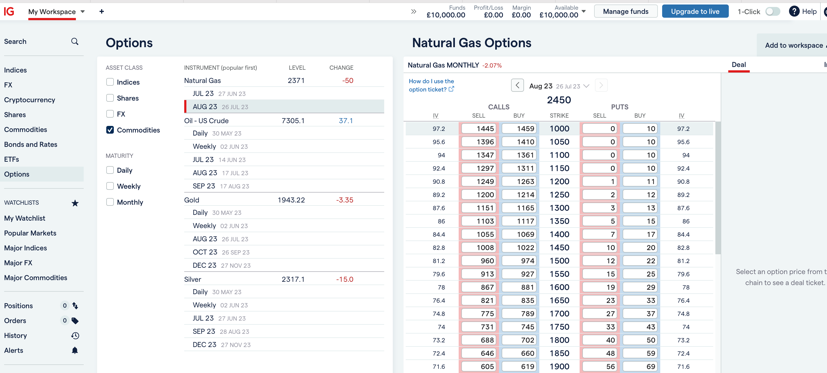 IG My Workspace + » Funds £10,000.00 Profit/Loss £0.00 Margin £0.00 Available £10,000.00 Manage funds Upgrade to live 1-Click ? Help
Search
Indices
FX
Cryptocurrency
Shares
Commodities
Bonds and Rates
ETFs
Options
WATCHLISTS
My Watchlist
Popular Markets
Major Indices
Major FX
Major Commodities
Positions 0
Orders 0
History
Alerts
Options
ASSET CLASS
Indices
Shares
FX
Commodities
MATURITY
Daily
Weekly
Monthly
INSTRUMENT (popular first) LEVEL CHANGE
Natural Gas 2371 -50
JUL 23 27 JUN 23
AUG 23 26 JUL 23
Oil - US Crude 7305.1 37.1
Daily 30 MAY 23
Weekly 02 JUN 23
JUL 23 14 JUN 23
AUG 23 17 JUL 23
SEP 23 17 AUG 23
Gold 1943.22 -3.35
Daily 30 MAY 23
Weekly 02 JUN 23
AUG 23 26 JUL 23
OCT 23 26 SEP 23
DEC 23 27 NOV 23
Silver 2317.1 -15.0
Daily 30 MAY 23
Weekly 02 JUN 23
JUL 23 27 JUN 23
SEP 23 28 AUG 23
DEC 23 27 NOV 23
Natural Gas Options
Add to workspace
Natural Gas MONTHLY -2.07%
Deal
How do I use the
option ticket?
Aug 23 26 Jul 23
2450
CALLS PUTS
IV SELL BUY STRIKE SELL BUY IV
97.2 1445 1459 1000 0 10 97.2
95.6 1396 1410 1050 0 10 95.6
94 1347 1361 1100 0 10 94
92.4 1297 1311 1150 0 10 92.4
90.8 1249 1263 1200 1 11 90.8
89.2 1200 1214 1250 2 12 89.2
87.6 1151 1165 1300 3 13 87.6
86 1103 1117 1350 5 15 86
84.4 1055 1069 1400 7 17 84.4
82.8 1008 1022 1450 10 20 82.8
81.2 960 974 1500 12 22 81.2
79.6 913 927 1550 15 25 79.6
78 867 881 1600 19 29 78
76.4 821 835 1650 23 33 76.4
74.8 775 789 1700 27 37 74.8
74 731 745 1750 33 43 74
73.2 688 702 1800 40 50 73.2
72.4 646 660 1850 48 59 72.4
71.6 605 619 1900 56 69 71.6
Select an option price from t
chain to see a deal ticket.